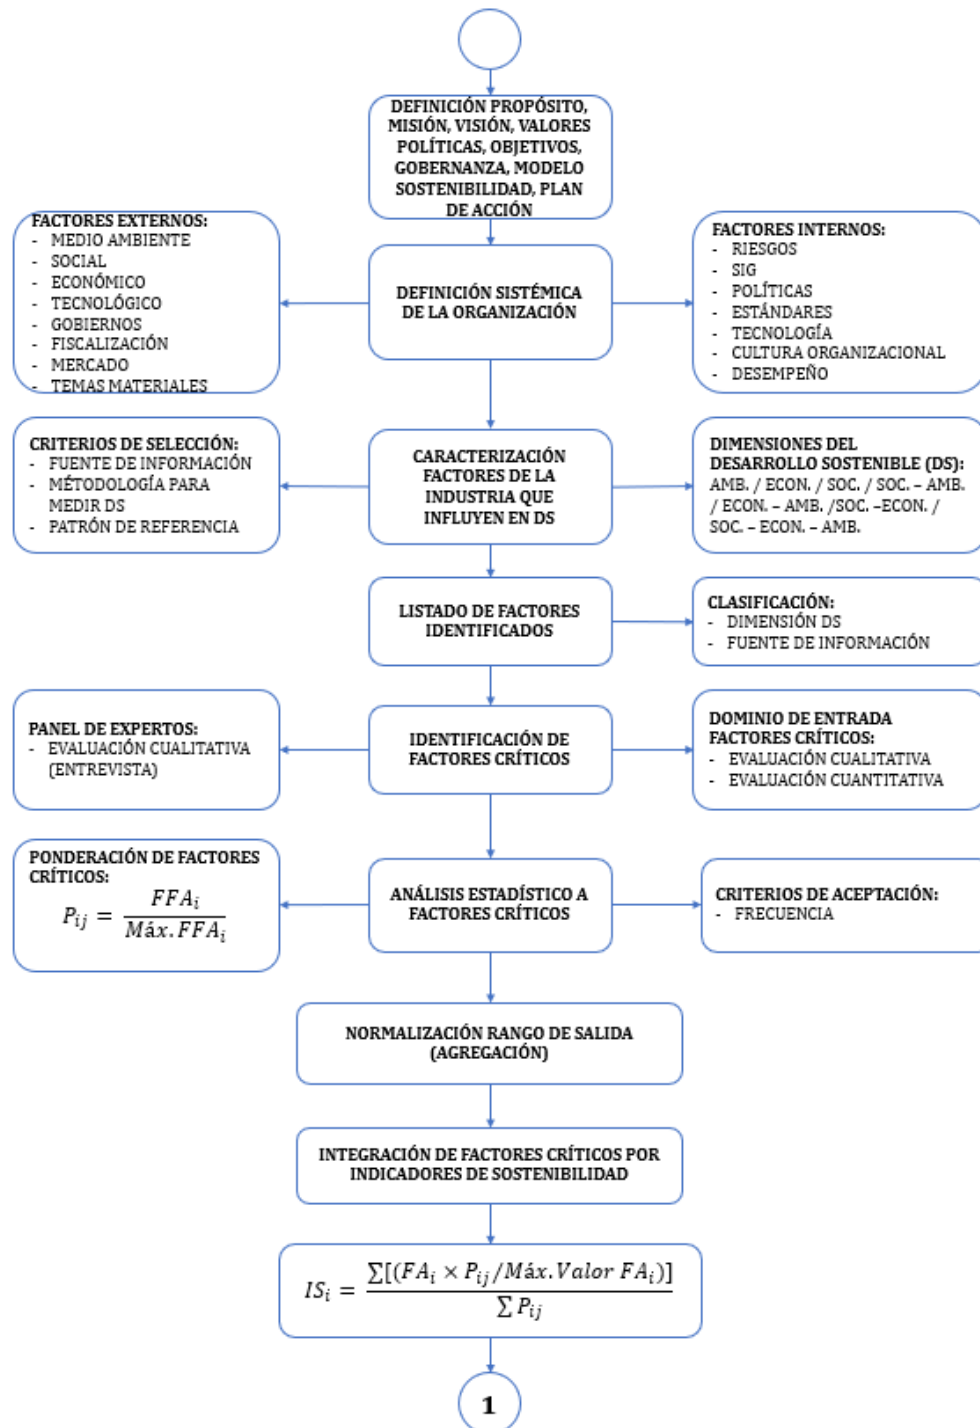 DEFINICIÓN PROPÓSITO,
MISIÓN, VISIÓN, VALORES
POLÍTICAS, OBJETIVOS,
GOBERNANZA, MODELO
SOSTENIBILIDAD, PLAN
DE ACCIÓN
FACTORES EXTERNOS:
- MEDIO AMBIENTE
- SOCIAL
- ECONÓMICO
- TECNOLÓGICO
- GOBIERNOS
- FISCALIZACIÓN
- MERCADO
- TEMAS MATERIALES
DEFINICIÓN SISTÉMICA
DE LA ORGANIZACIÓN
FACTORES INTERNOS:
- RIESGOS
- SIG
- POLÍTICAS
- ESTÁNDARES
- TECNOLOGÍA
- CULTURA ORGANIZACIONAL
- DESEMPEÑO
CRITERIOS DE SELECCIÓN:
- FUENTE DE INFORMACIÓN
- MÉTODOLOGÍA PARA
MEDIR DS
- PATRÓN DE REFERENCIA
CARACTERIZACIÓN
FACTORES DE LA
INDUSTRIA QUE
INFLUYEN EN DS
DIMENSIONES DEL
DESARROLLO SOSTENIBLE (DS):
AMB. / ECON. / SOC. / SOC. – AMB.
/ ECON. – AMB. /SOC. –ECON. /
SOC. – ECON. – AMB.
LISTADO DE FACTORES
IDENTIFICADOS
CLASIFICACIÓN:
- DIMENSIÓN DS
- FUENTE DE INFORMACIÓN
PANEL DE EXPERTOS:
- EVALUACIÓN CUALITATIVA
(ENTREVISTA)
IDENTIFICACIÓN DE
FACTORES CRÍTICOS
DOMINIO DE ENTRADA
FACTORES CRÍTICOS:
- EVALUACIÓN CUALITATIVA
- EVALUACIÓN CUANTITATIVA
PONDERACIÓN DE FACTORES
CRÍTICOS:
P_{ij} = FFA_i / Máx.FFA_i
ANÁLISIS ESTADÍSTICO A
FACTORES CRÍTICOS
CRITERIOS DE ACEPTACIÓN:
- FRECUENCIA
NORMALIZACIÓN RANGO DE SALIDA
(AGREGACIÓN)
INTEGRACIÓN DE FACTORES CRÍTICOS POR
INDICADORES DE SOSTENIBILIDAD
IS_i = ∑[(FA_i × P_{ij}/Máx.Valor FA_i)] / ∑ P_{ij}
1